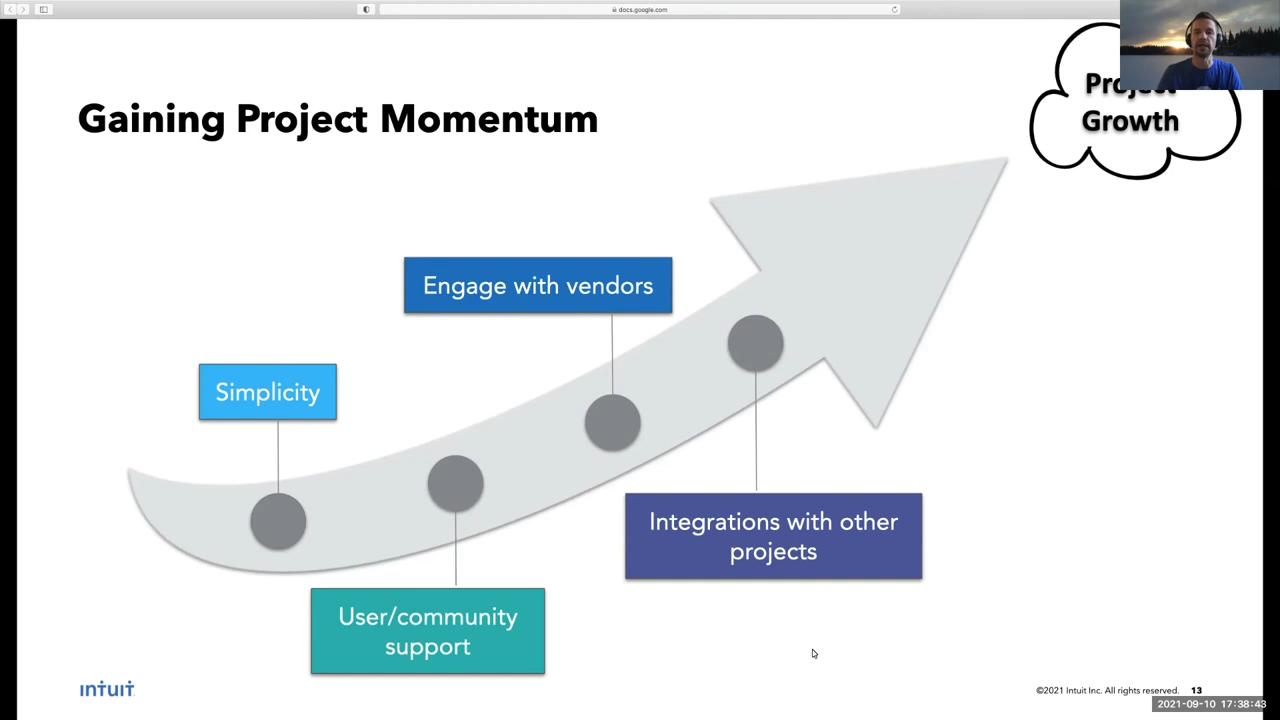 docs.google.com
Gaining Project Momentum
Project
Growth
Engage with vendors
Simplicity
Integrations with other
projects
User/community
support
intuit
©2021 Intuit Inc. All rights reserved. 13
2021-09-10 17:38:43